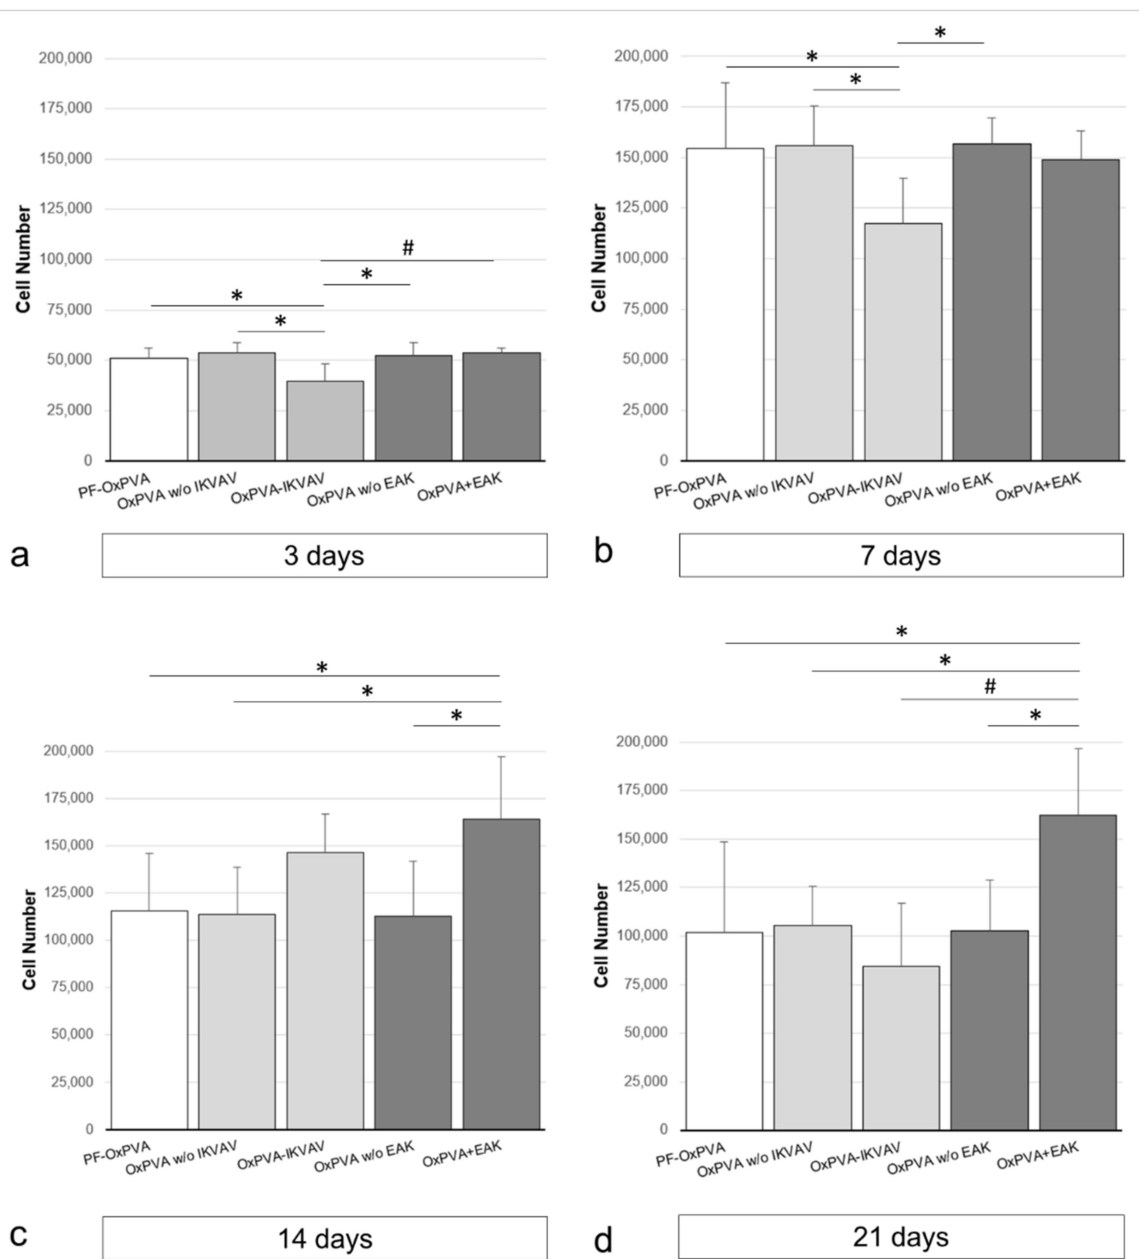 200,000
175,000
150,000
125,000
100,000
75,000
50,000
25,000
0
Cell Number
#
*
*
*
PF-OxPVA
OxPVA w/o IKVAV
OxPVA-IKVAV
OxPVA w/o EAK
OxPVA+EAK
a
3 days
*
*
*
200,000
175,000
150,000
125,000
100,000
75,000
50,000
25,000
0
Cell Number
PF-OxPVA
OxPVA w/o IKVAV
OxPVA-IKVAV
OxPVA w/o EAK
OxPVA+EAK
b
7 days
*
*
*
200,000
175,000
150,000
125,000
100,000
75,000
50,000
25,000
0
Cell Number
PF-OxPVA
OxPVA w/o IKVAV
OxPVA-IKVAV
OxPVA w/o EAK
OxPVA+EAK
c
14 days
*
*
#
*
200,000
175,000
150,000
125,000
100,000
75,000
50,000
25,000
0
Cell Number
PF-OxPVA
OxPVA w/o IKVAV
OxPVA-IKVAV
OxPVA w/o EAK
OxPVA+EAK
d
21 days